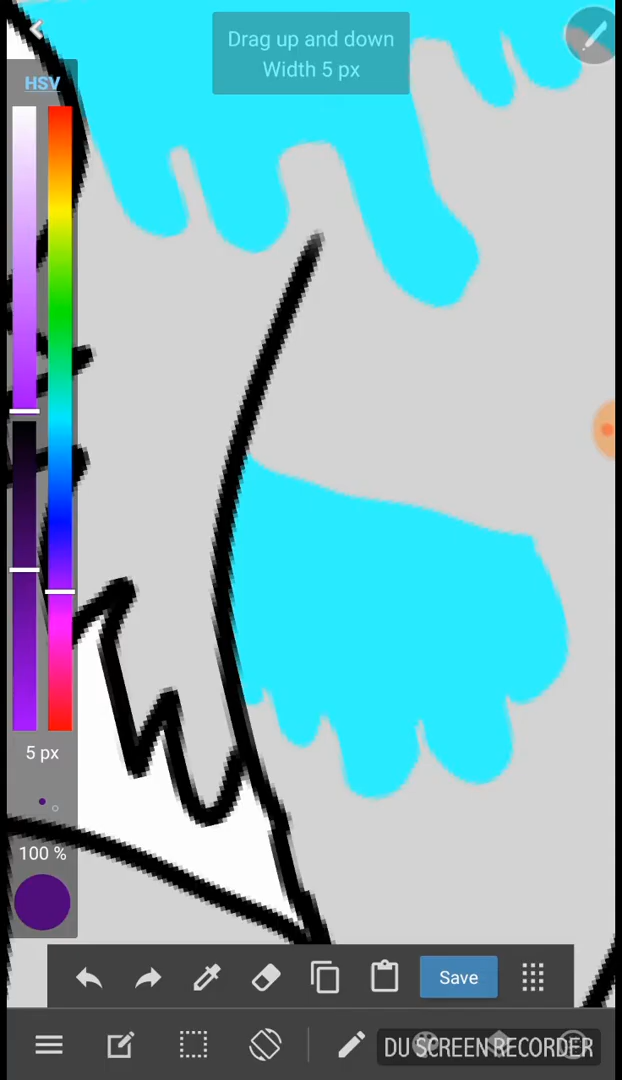 Drag up and down
Width 5 px
HSV
5 px
100 %
Save
DU SCREEN RECORDER